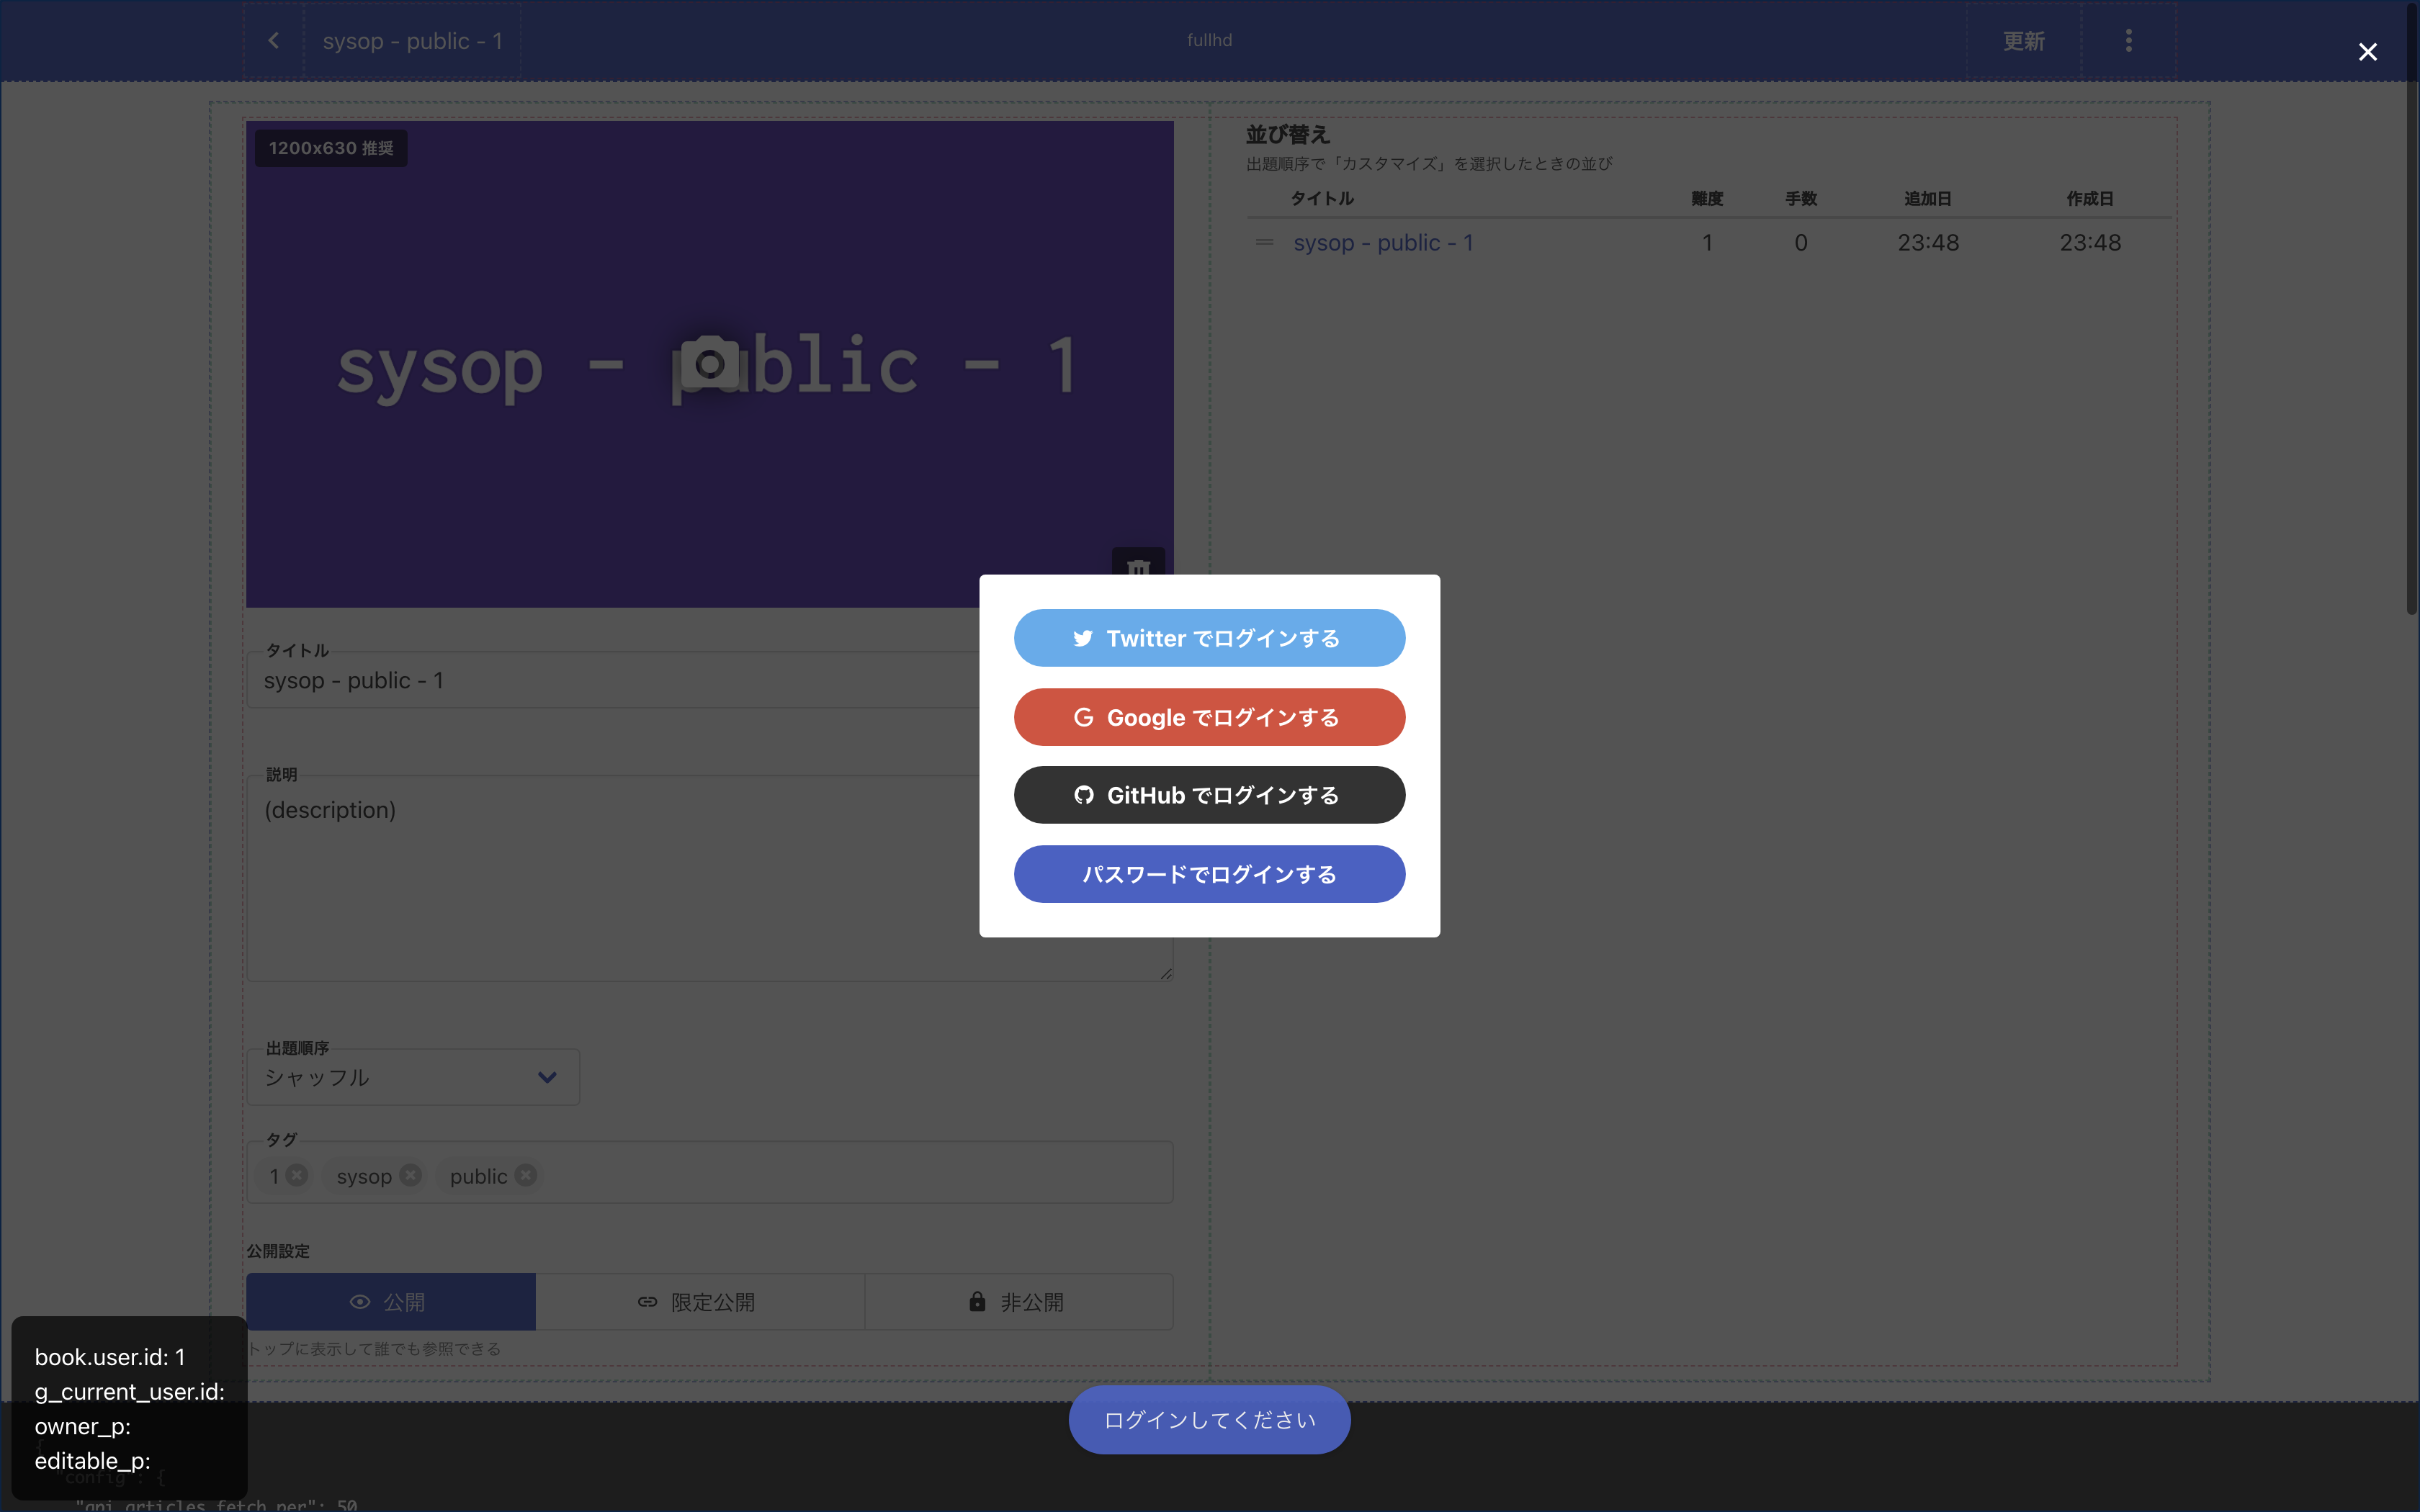 sysop - public - 1
fullhd
更新
1200x630 推奨
sysop - public - 1
並び替え
出題順序で「カスタマイズ」を選択したときの並び
タイトル 難度 手数 追加日 作成日
sysop - public - 1 1 0 23:48 23:48
Twitter でログインする
Google でログインする
GitHub でログインする
パスワードでログインする
タイトル
sysop - public - 1
説明
(description)
出題順序
シャッフル
タグ
1 sysop public
公開設定
公開 限定公開 非公開
トップに表示して誰でも参照できる
book.user.id: 1
g_current_user.id:
owner_p:
editable_p:
ログインしてください
{
"config": {
"api_articles_fetch_per": 50